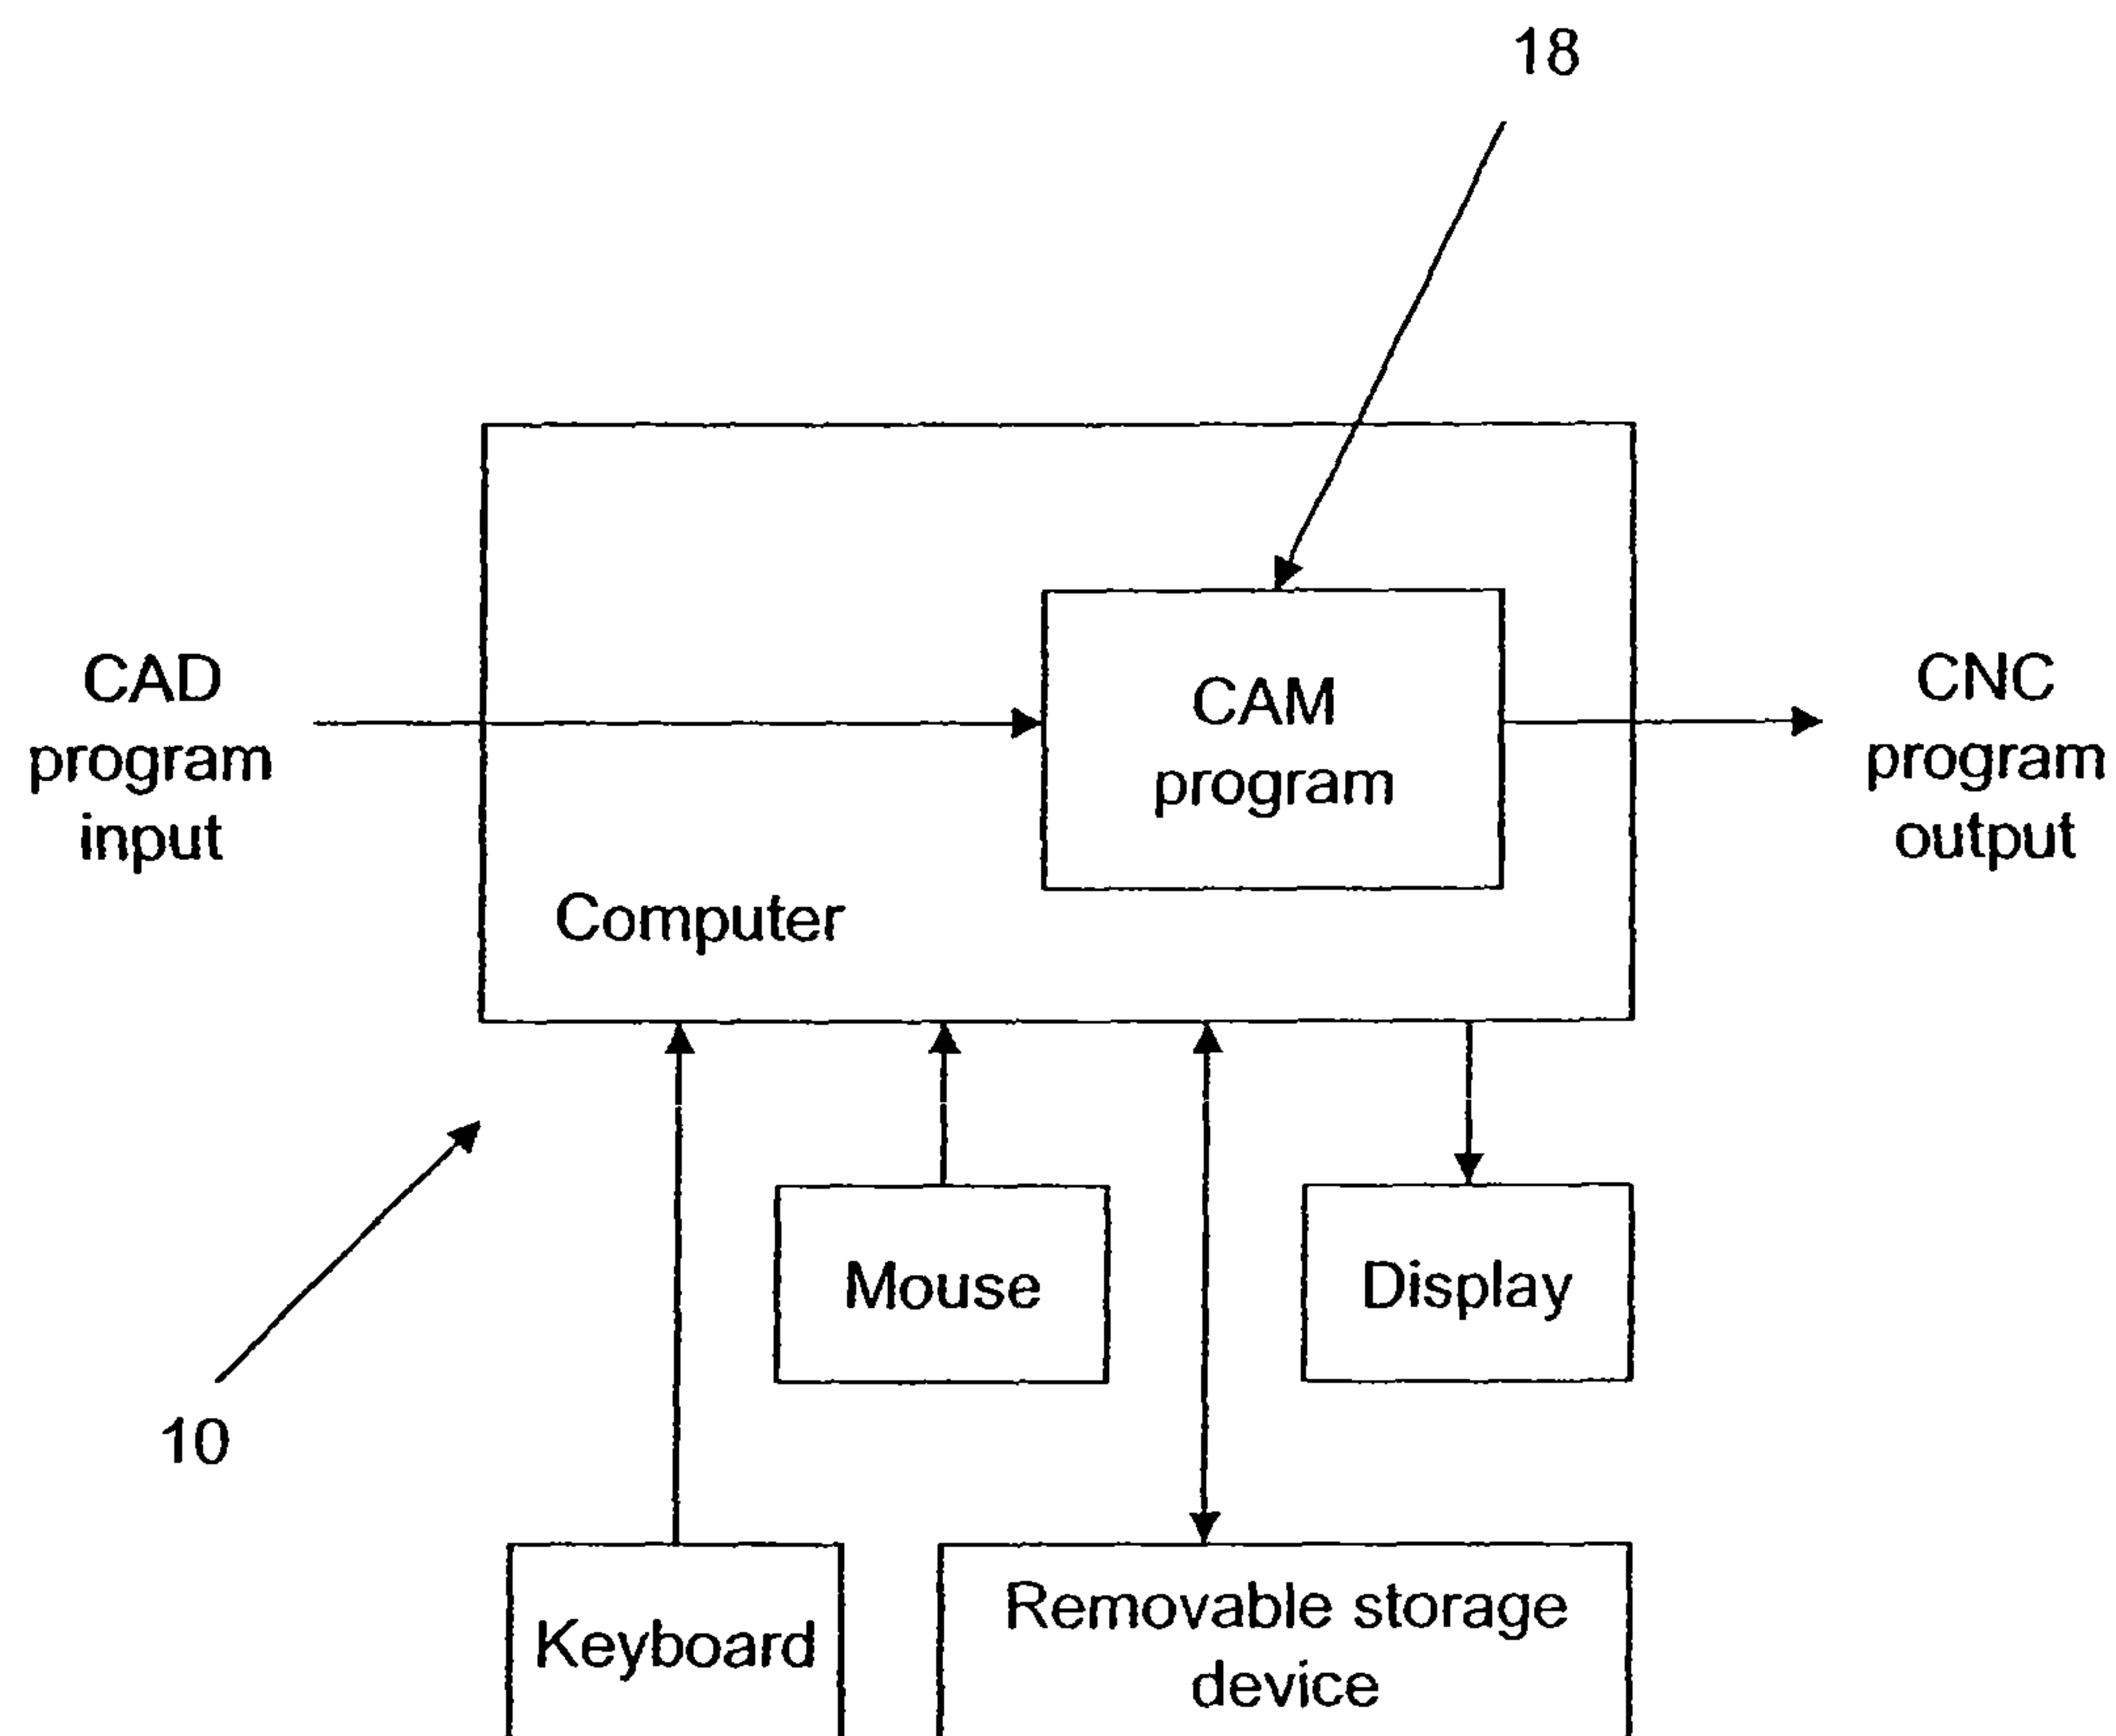 18
CAD
program
input
CAM
program
CNC
program
output
Computer
Mouse
Display
10
Keyboard
Removable storage
device